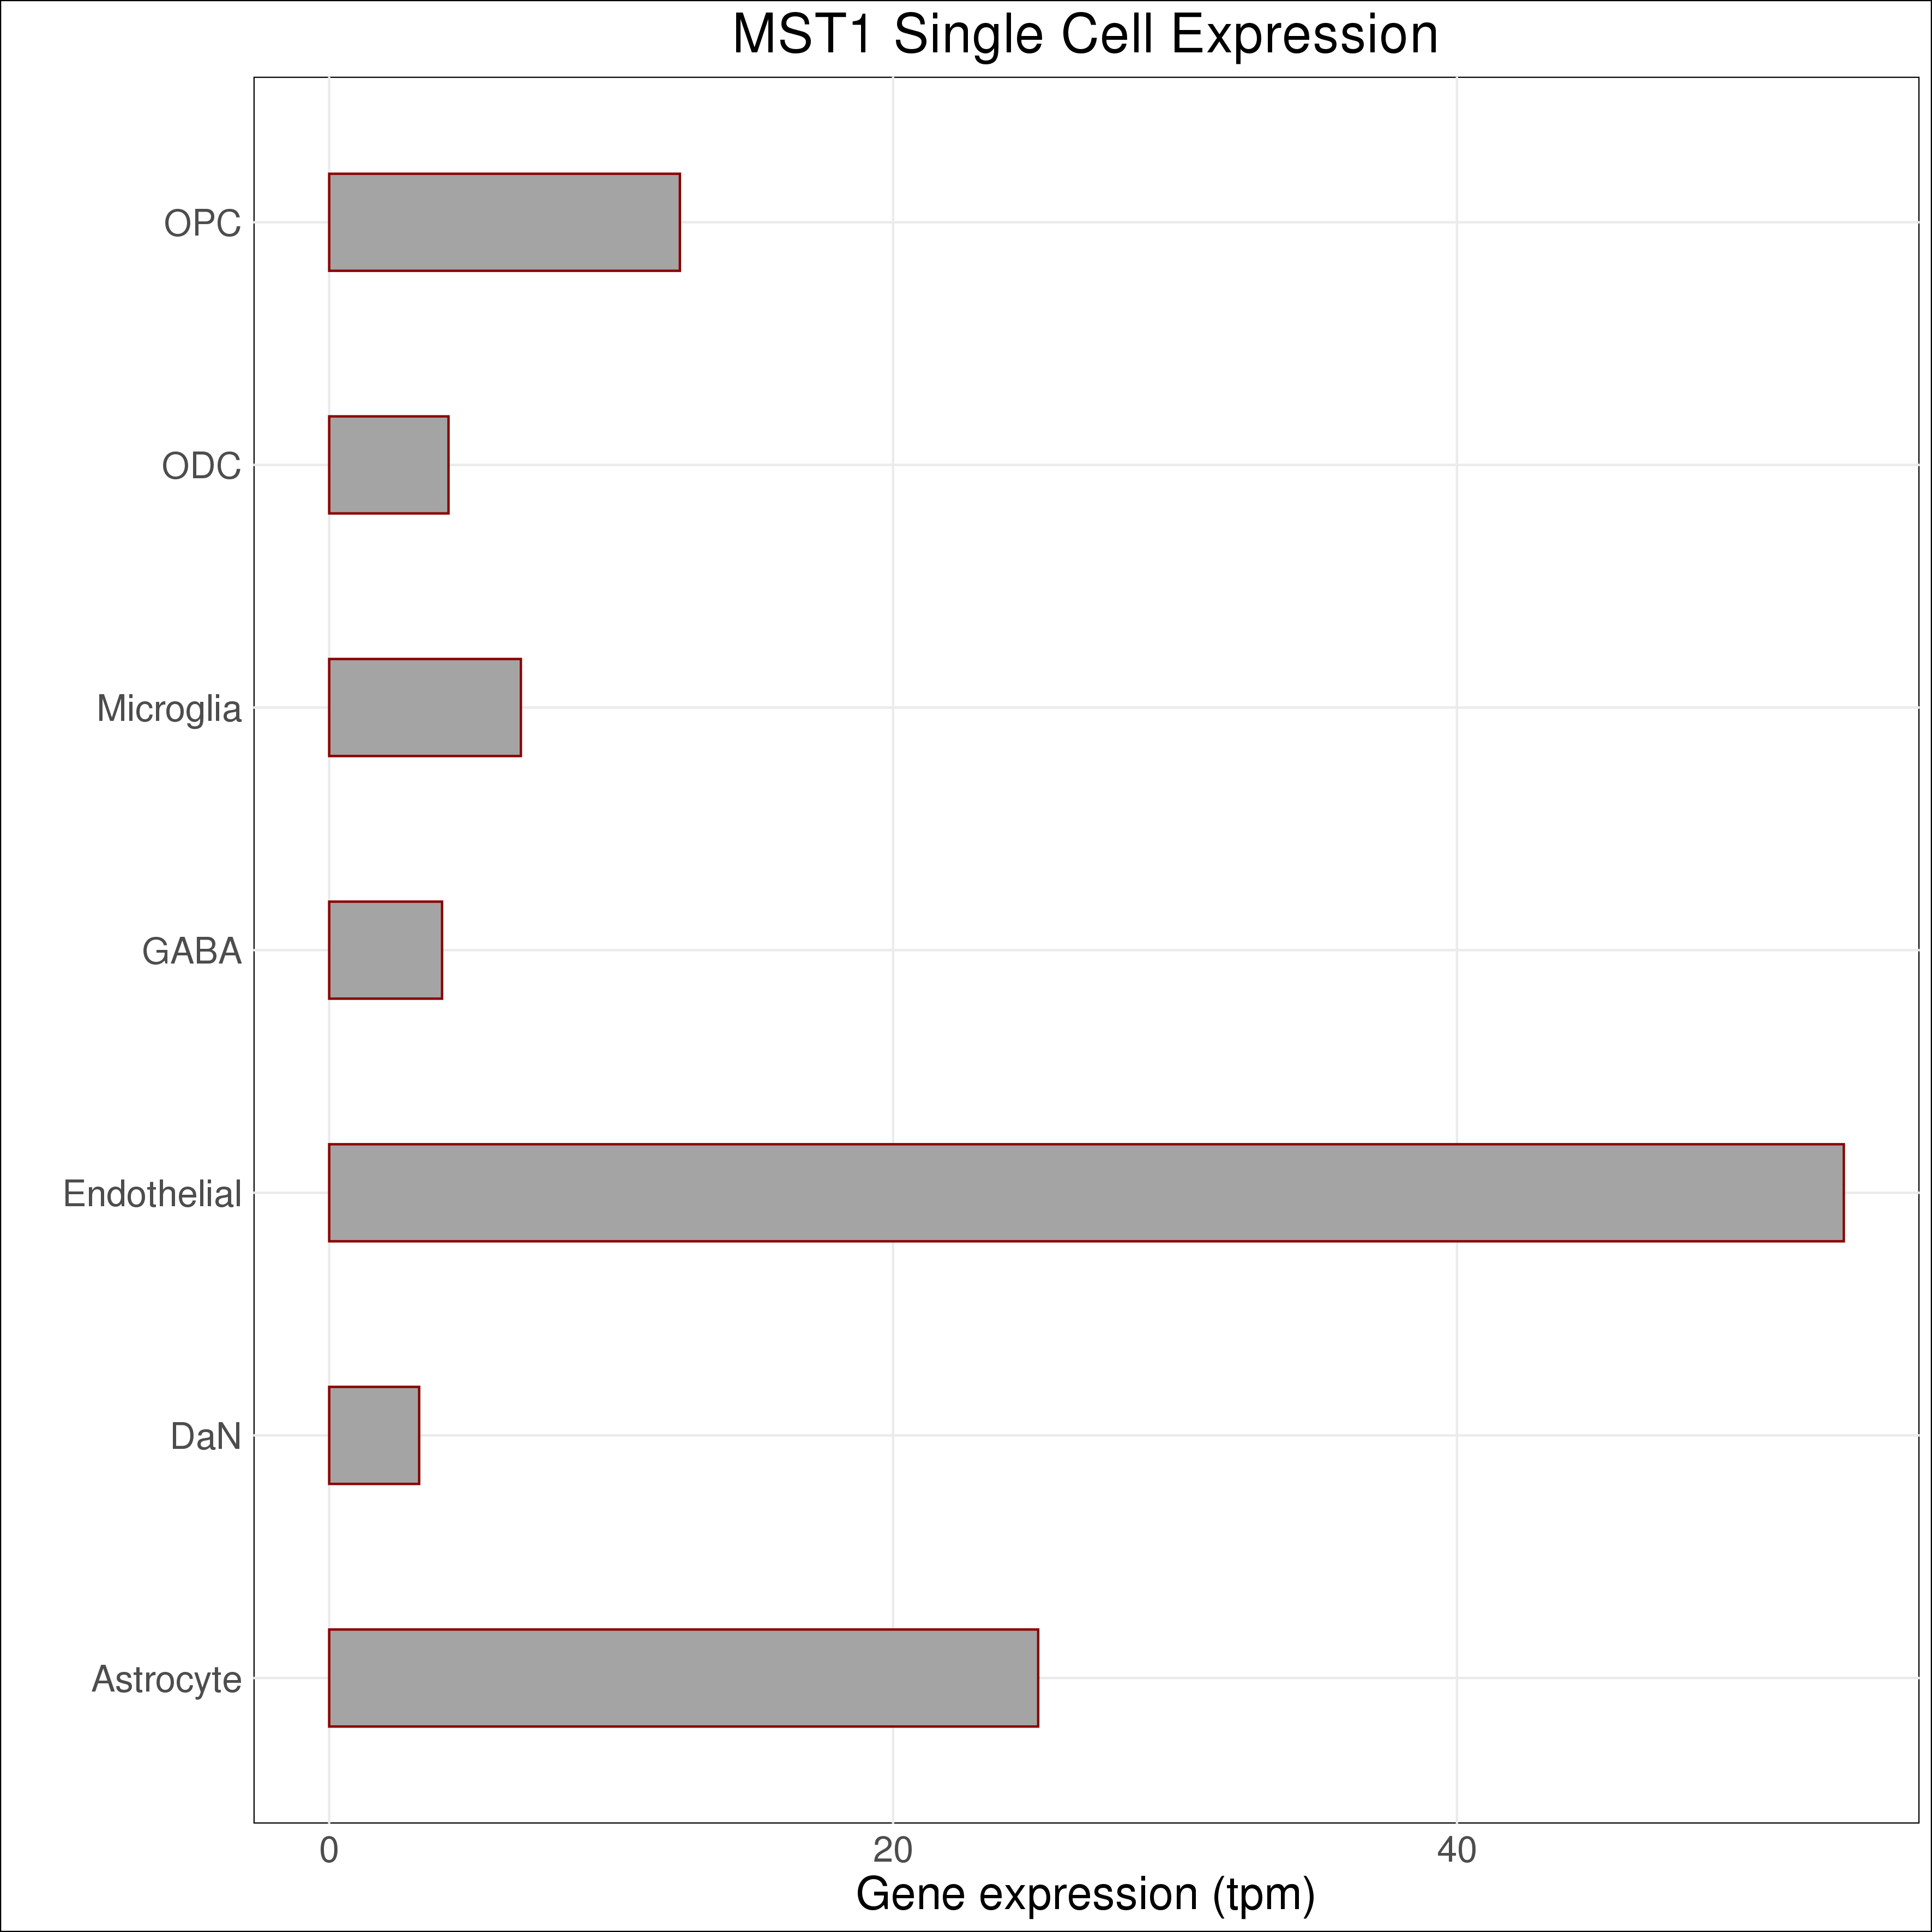 MST1 Single Cell Expression
OPC
ODC
Microglia
GABA
Endothelial
DaN
Astrocyte
0 20 40
Gene expression (tpm)